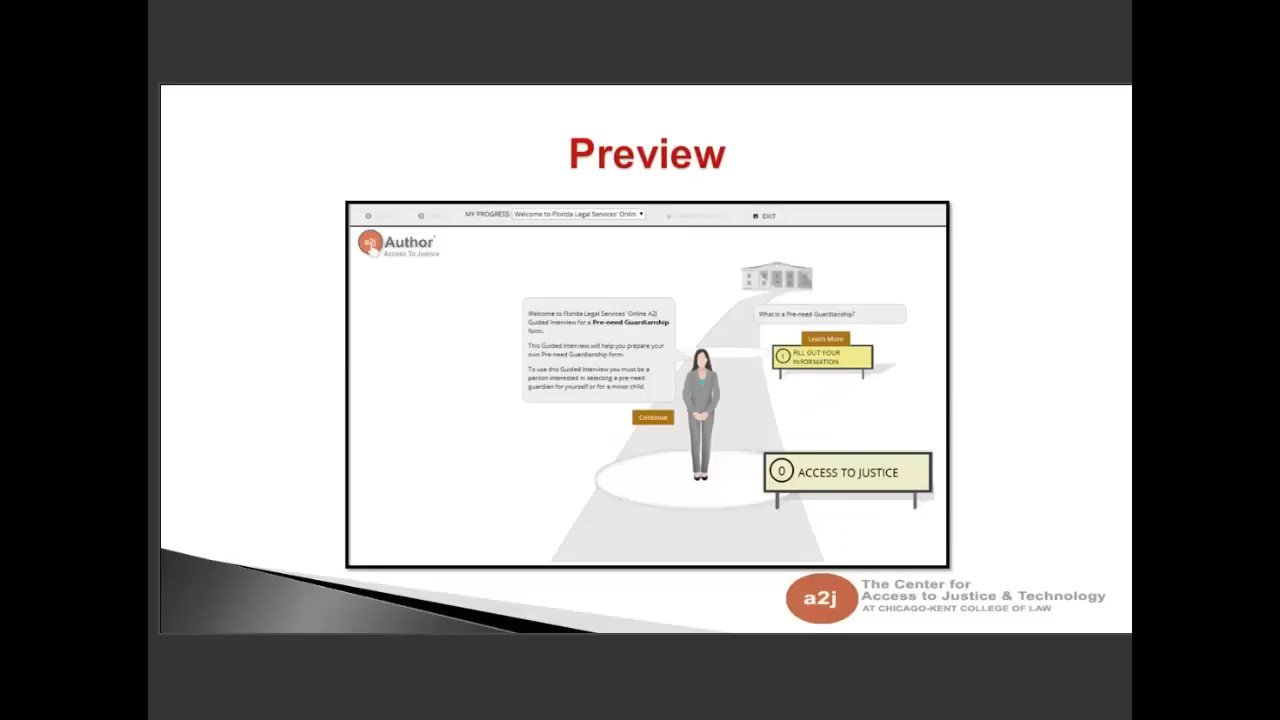 Preview
MY PROGRESS: Welcome to Florida Legal Services' Onlin
EXIT
a2j Author
ACCESS TO JUSTICE
Welcome to Florida Legal Services' Online A2J
Guided Interview for a Pre-need Guardianship
form.
This Guided Interview will help you prepare your
own Pre-need Guardianship form.
To use this Guided Interview you must be a
person interested in selecting a pre-need
guardian for yourself or for a minor child.
Continue
What is a Pre-need Guardianship?
Learn More
1 FILL OUT YOUR
INFORMATION
0 ACCESS TO JUSTICE
a2j
The Center for
Access to Justice & Technology
AT CHICAGO-KENT COLLEGE OF LAW